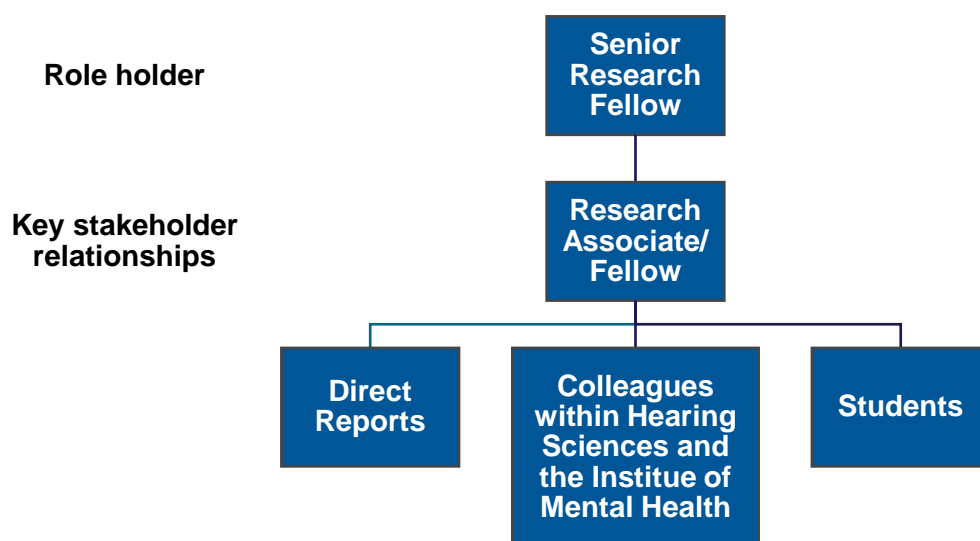 Role holder
Senior
Research
Fellow
Key stakeholder
relationships
Research
Associate/
Fellow
Direct
Reports
Colleagues
within Hearing
Sciences and
the Institue of
Mental Health
Students